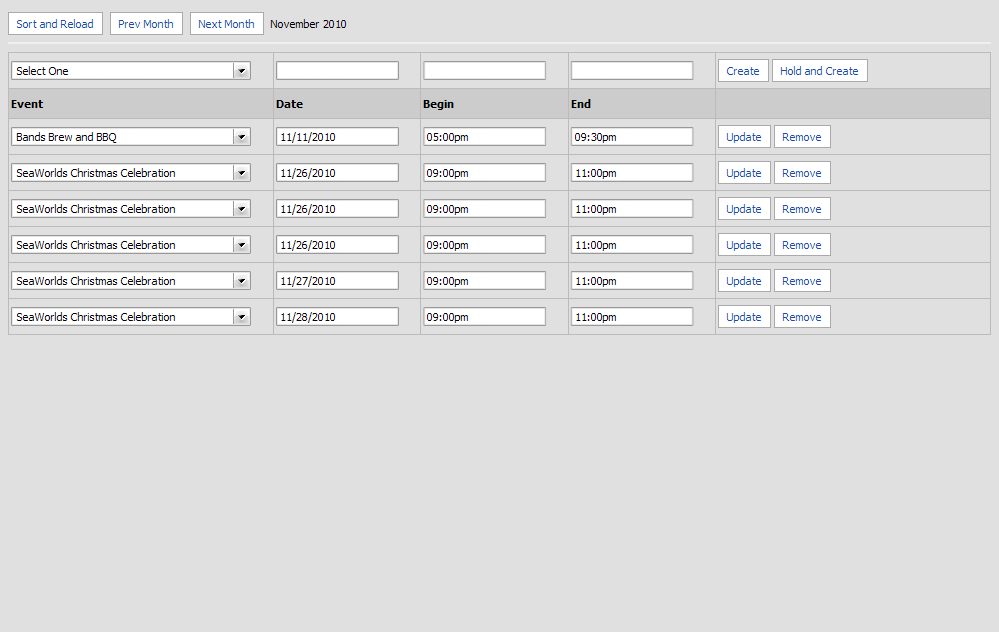 Sort and Reload Prev Month Next Month November 2010
Select One Create Hold and Create
Event Date Begin End
Bands Brew and BBQ 11/11/2010 05:00pm 09:30pm Update Remove
SeaWorlds Christmas Celebration 11/26/2010 09:00pm 11:00pm Update Remove
SeaWorlds Christmas Celebration 11/26/2010 09:00pm 11:00pm Update Remove
SeaWorlds Christmas Celebration 11/26/2010 09:00pm 11:00pm Update Remove
SeaWorlds Christmas Celebration 11/27/2010 09:00pm 11:00pm Update Remove
SeaWorlds Christmas Celebration 11/28/2010 09:00pm 11:00pm Update Remove